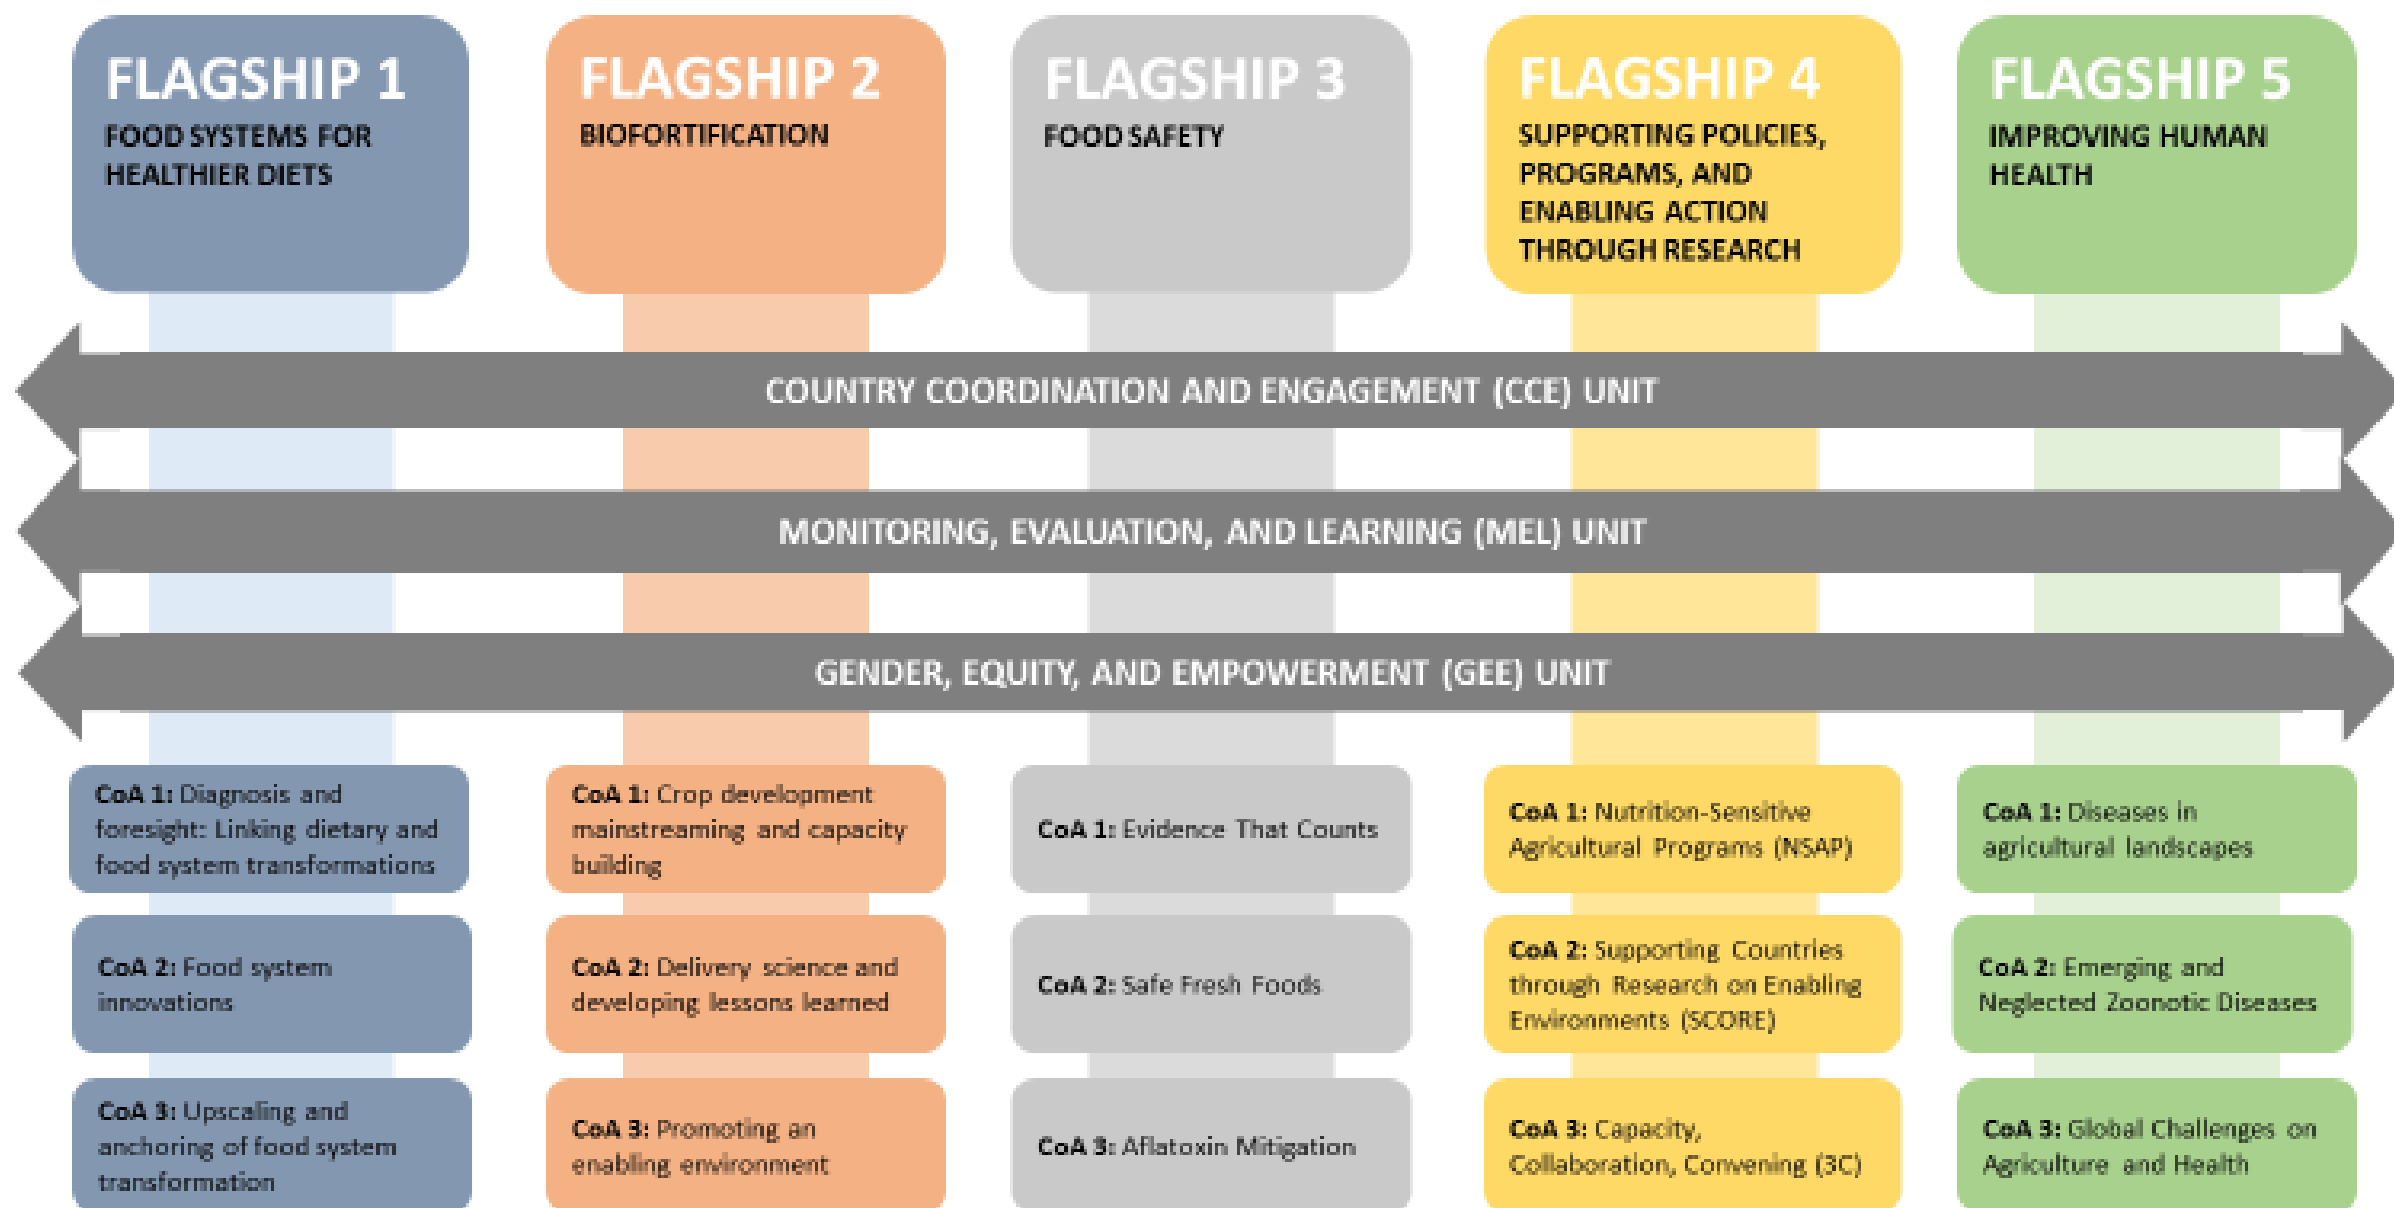 FLAGSHIP 1
FOOD SYSTEMS FOR
HEALTHIER DIETS
FLAGSHIP 2
BIOFORTIFICATION
FLAGSHIP 3
FOOD SAFETY
FLAGSHIP 4
SUPPORTING POLICIES,
PROGRAMS, AND
ENABLING ACTION
THROUGH RESEARCH
FLAGSHIP 5
IMPROVING HUMAN
HEALTH
COUNTRY COORDINATION AND ENGAGEMENT (CCE) UNIT
MONITORING, EVALUATION, AND LEARNING (MEL) UNIT
GENDER, EQUITY, AND EMPOWERMENT (GEE) UNIT
CoA 1: Diagnosis and
foresight: Linking dietary and
food system transformations
CoA 1: Crop development
mainstreaming and capacity
building
CoA 1: Evidence That Counts
CoA 1: Nutrition-Sensitive
Agricultural Programs (NSAP)
CoA 1: Diseases in
agricultural landscapes
CoA 2: Food system
innovations
CoA 2: Delivery science and
developing lessons learned
CoA 2: Safe Fresh Foods
CoA 2: Supporting Countries
through Research on Enabling
Environments (SCORE)
CoA 2: Emerging and
Neglected Zoonotic Diseases
CoA 3: Upscaling and
anchoring of food system
transformation
CoA 3: Promoting an
enabling environment
CoA 3: Aflatoxin Mitigation
CoA 3: Capacity,
Collaboration, Convening (3C)
CoA 3: Global Challenges on
Agriculture and Health